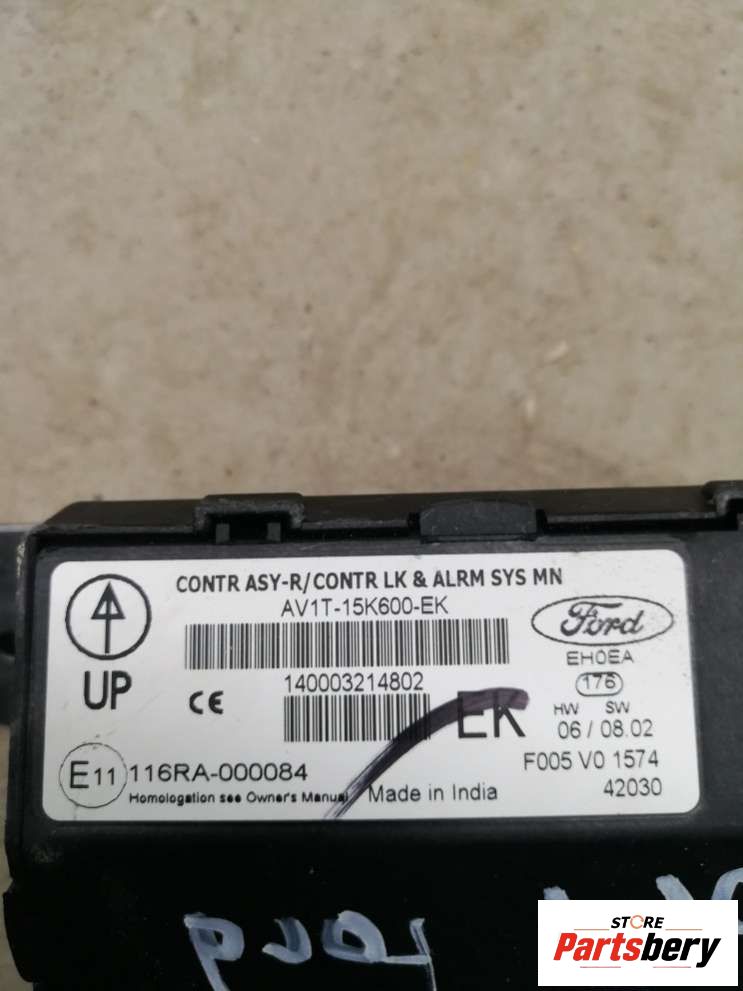 CONTR ASY-R/CONTR LK & ALRM SYS MN
AV1T-15K600-EK
Ford
EH0EA
176
UP
CE
140003214802
EK
HW SW
06 / 08.02
E11
116RA-000084
F005 V0 1574
Homologation see Owner's Manual
Made in India
42030
STORE
Partsbery